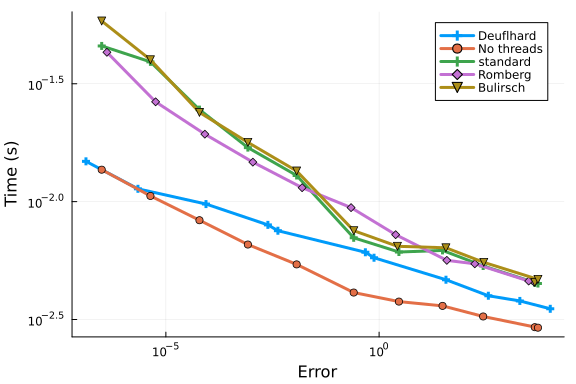 Time (s)
10^-1.5
10^-2.0
10^-2.5
10^-5
10^0
Error
Deuflhard
No threads
standard
Romberg
Bulirsch